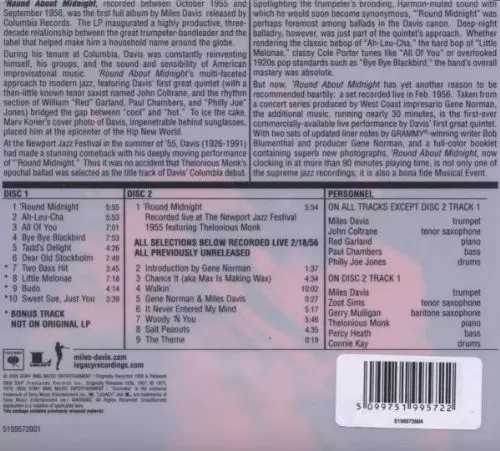 'Round About Midnight, recorded between October 1955 and
September 1956, was the first full album by Miles Davis released by
Columbia Records. The LP inaugurated a highly productive, three-
decade relationship between the great trumpeter-bandleader and the
label that helped make him a household name around the globe.
During his tenure at Columbia, Davis was constantly reinventing
himself, his groups, and the sound and sensibility of American
improvisatonal music. 'Round About Midnight's multi-faceted
approach to modern jazz, featuring Davis' first great quintet (with a
then-little known tenor saxist named John Coltrane, and the rhythm
section of William "Red" Garland, Paul Chambers, and "Philly Joe"
Jones) bridged the gap between "cool" and "hot." To ice the cake,
Marv Koner's cover photo of Davis, impenetrable behind sunglasses,
placed him at the epicenter of the Hip New World.
At the Newport Jazz Festival in the summer of '55, Davis (1926-1991)
had made a stunning comeback with his deeply moving performance
of "'Round Midnight." Thus it was no accident that Thelonious Monk's
epochal ballad was selected as the title track of Davis' Columbia debut.
Spotlighting the trumpeter's brooding, Harmon-muted sound with
which he would soon become synonymous, "'Round Midnight" was
perhaps foremost among ballads in the Davis canon. Deep-night
balladry, however, was just part of the quintet's approach. Whether
rendering the classic bebop of "Ah-Leu-Cha," the hard bop of "Little
Melonae," classy Cole Porter tunes like "All Of You" or overlooked
1920s pop standards such as "Bye Bye Blackbird," the band's overall
mastery was absolute.
But now, 'Round About Midnight has yet another reason to be
recommended heartily: a set recorded live in Feb. 1956. Taken from
a concert series produced by West Coast impresario Gene Norman,
the additional music, running nearly 30 minutes, is the first-ever
commercially-available live performance by Davis' first great quintet.
With two sets of updated liner notes by GRAMMY®-winning writer Bob
Blumenthal and producer Gene Norman, and a full-color booklet
containing superb new photographs, 'Round About Midnight, now
clocking in at more than 90 minutes playing time, is not only one of
the supreme jazz recordings; it is also a bona fide Musical Event.
DISC 1
1 'Round Midnight 5:55
2 Ah-Leu-Cha 5:53
3 All Of You 7:01
4 Bye Bye Blackbird 7:53
5 Tadd's Delight 4:26
6 Dear Old Stockholm 7:49
* 7 Two Bass Hit 3:45
* 8 Little Melonae 7:05
* 9 Budo 4:14
*10 Sweet Sue, Just You 3:39
* BONUS TRACK
NOT ON ORIGINAL LP
DISC 2
1 'Round Midnight 5:54
Recorded live at The Newport Jazz Festival
1955 featuring Thelonious Monk
ALL SELECTIONS BELOW RECORDED LIVE 2/18/56
ALL PREVIOUSLY UNRELEASED
2 Introduction by Gene Norman 1:37
3 Chance It (aka Max Is Making Wax) 4:34
4 Walkin' 10:02
5 Gene Norman & Miles Davis 0:27
6 It Never Entered My Mind 5:17
7 Woody 'N You 5:46
8 Salt Peanuts 4:35
9 The Theme 0:19
PERSONNEL
ON ALL TRACKS EXCEPT DISC 2 TRACK 1
Miles Davis trumpet
John Coltrane tenor saxophone
Red Garland piano
Paul Chambers bass
Philly Joe Jones drums
ON DISC 2 TRACK 1
Miles Davis trumpet
Zoot Sims tenor saxophone
Gerry Mulligan baritone saxophone
Thelonious Monk piano
Percy Heath bass
Connie Kay drums
COLUMBIA
LEGACY
miles-davis.com
legacyrecordings.com
5199572001
5 099751 995722
5199572004